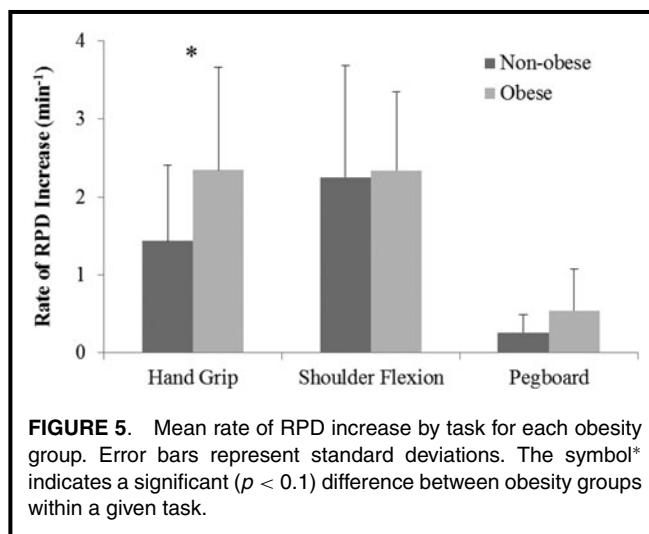 4
*
Non-obese
Obese
3
2
1
0
Rate of RPD Increase (min⁻¹)
Hand Grip Shoulder Flexion Pegboard
FIGURE 5. Mean rate of RPD increase by task for each obesity
group. Error bars represent standard deviations. The symbol*
indicates a significant (p < 0.1) difference between obesity groups
within a given task.